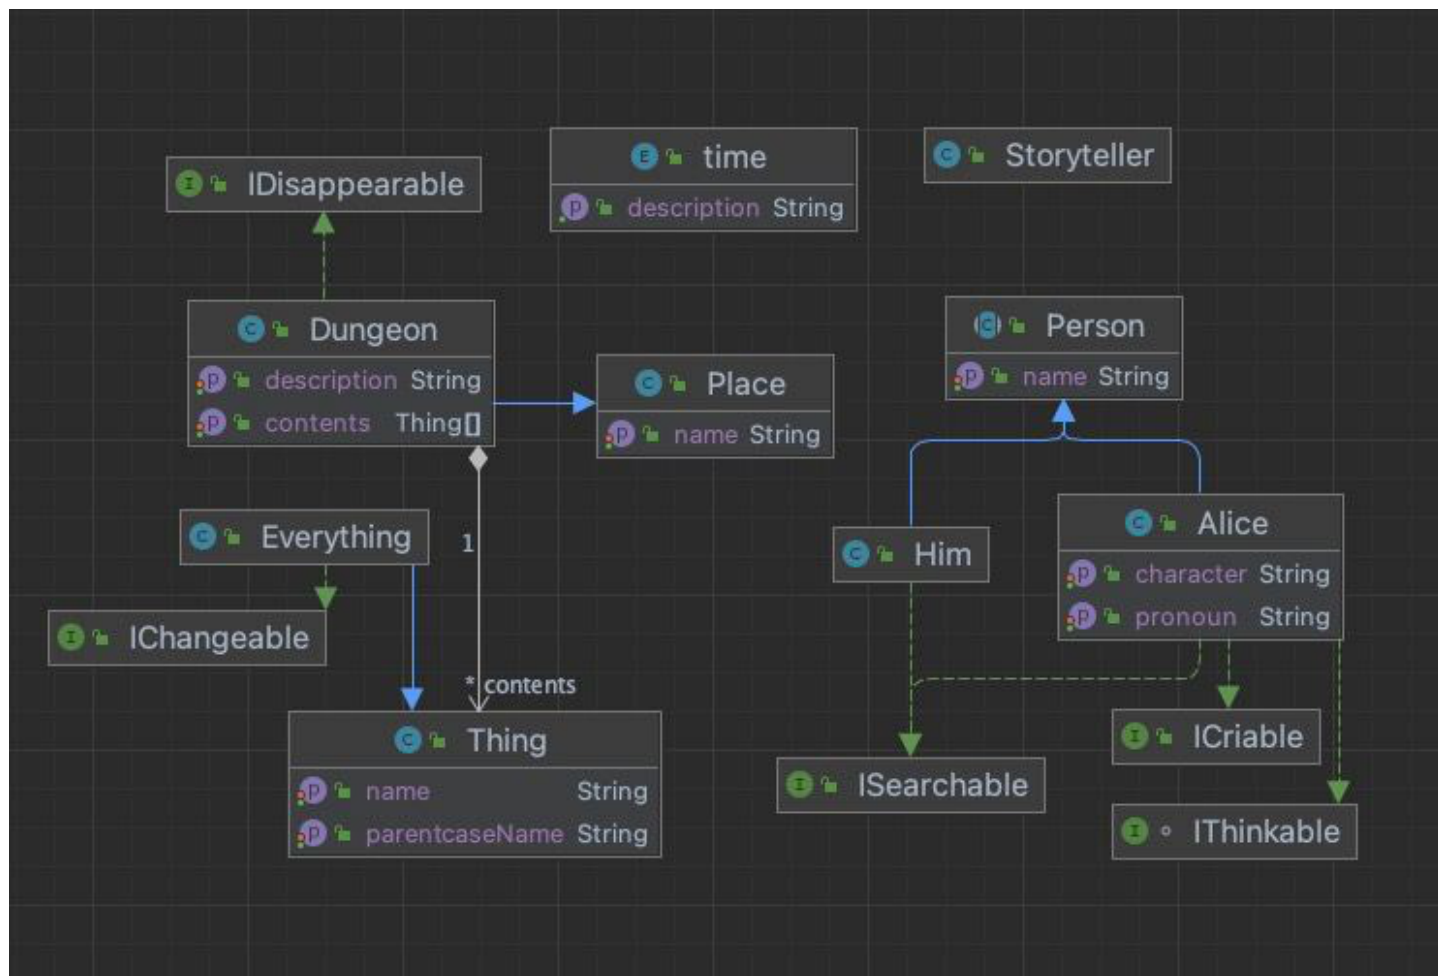 IDisappearable
time
description String
Storyteller
Dungeon
description String
contents Thing[]
Place
name String
Person
name String
Everything
1
Him
Alice
character String
pronoun String
IChangeable
* contents
Thing
name String
parentcaseName String
ISearchable
ICriable
IThinkable